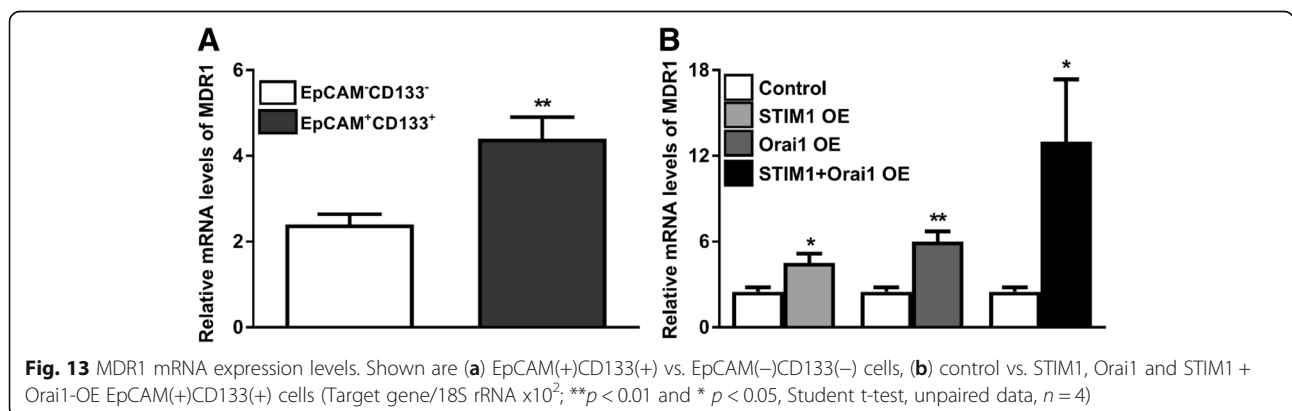 A
Relative mRNA levels of MDR1
6
4
2
0
EpCAM⁻CD133⁻
EpCAM⁺CD133⁺
**
B
Relative mRNA levels of MDR1
18
12
6
0
Control
STIM1 OE
Orai1 OE
STIM1+Orai1 OE
*
**
*
Fig. 13 MDR1 mRNA expression levels. Shown are (a) EpCAM(+)CD133(+) vs. EpCAM(−)CD133(−) cells, (b) control vs. STIM1, Orai1 and STIM1 +
Orai1-OE EpCAM(+)CD133(+) cells (Target gene/18S rRNA x10²; **p < 0.01 and * p < 0.05, Student t-test, unpaired data, n = 4)